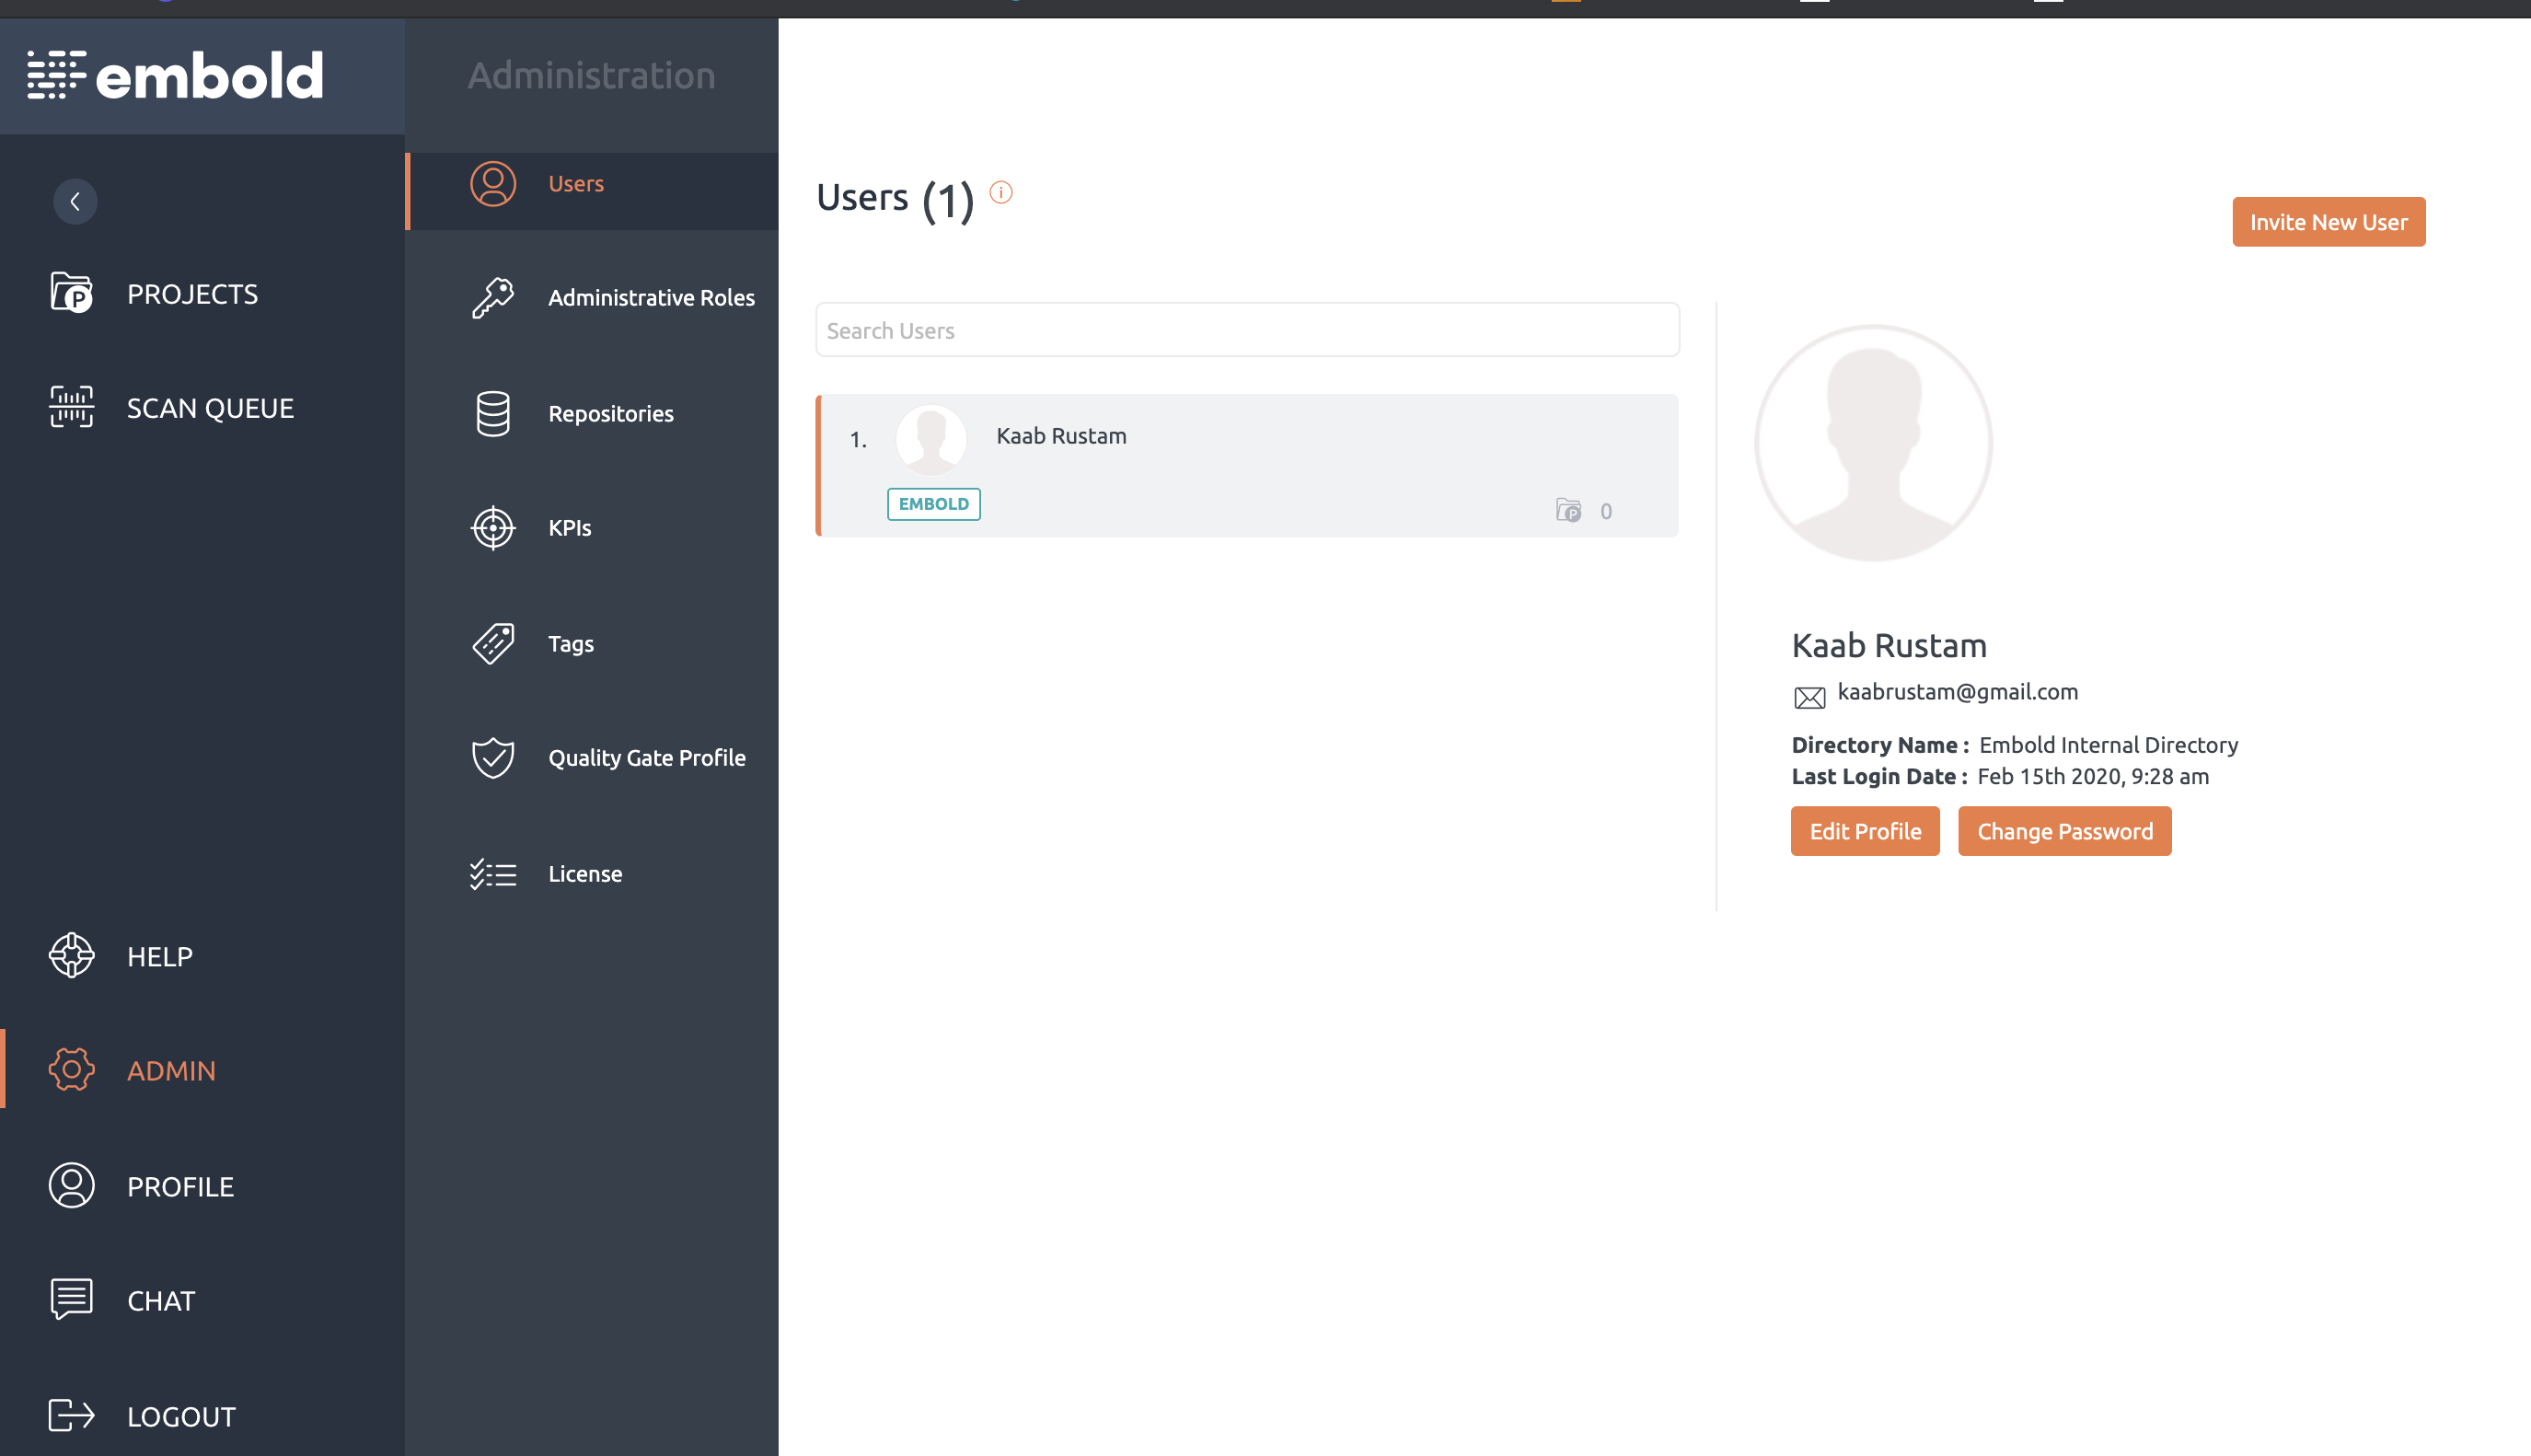 embold
PROJECTS
SCAN QUEUE
HELP
ADMIN
PROFILE
CHAT
LOGOUT
Administration
Users
Administrative Roles
Repositories
KPIs
Tags
Quality Gate Profile
License
Users (1)
Invite New User
Search Users
1. Kaab Rustam
EMBOLD
0
Kaab Rustam
kaabrustam@gmail.com
Directory Name : Embold Internal Directory
Last Login Date : Feb 15th 2020, 9:28 am
Edit Profile Change Password